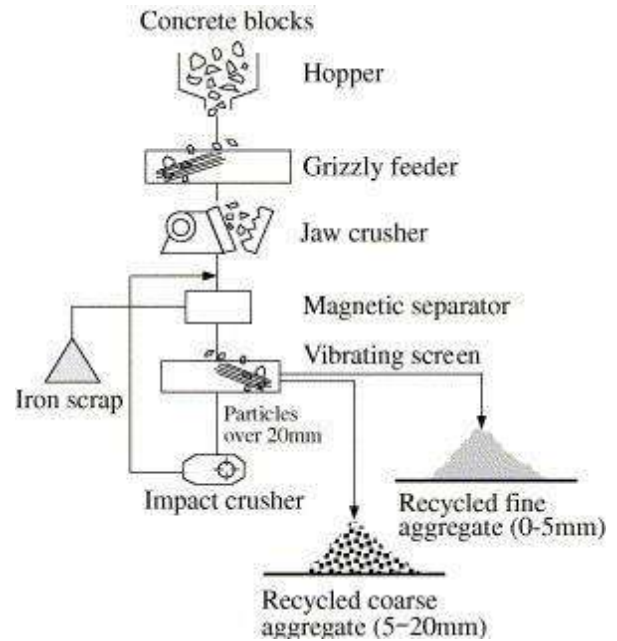 Concrete blocks
Hopper
Grizzly feeder
Jaw crusher
Magnetic separator
Vibrating screen
Iron scrap
Particles
over 20mm
Impact crusher
Recycled fine
aggregate (0-5mm)
Recycled coarse
aggregate (5-20mm)